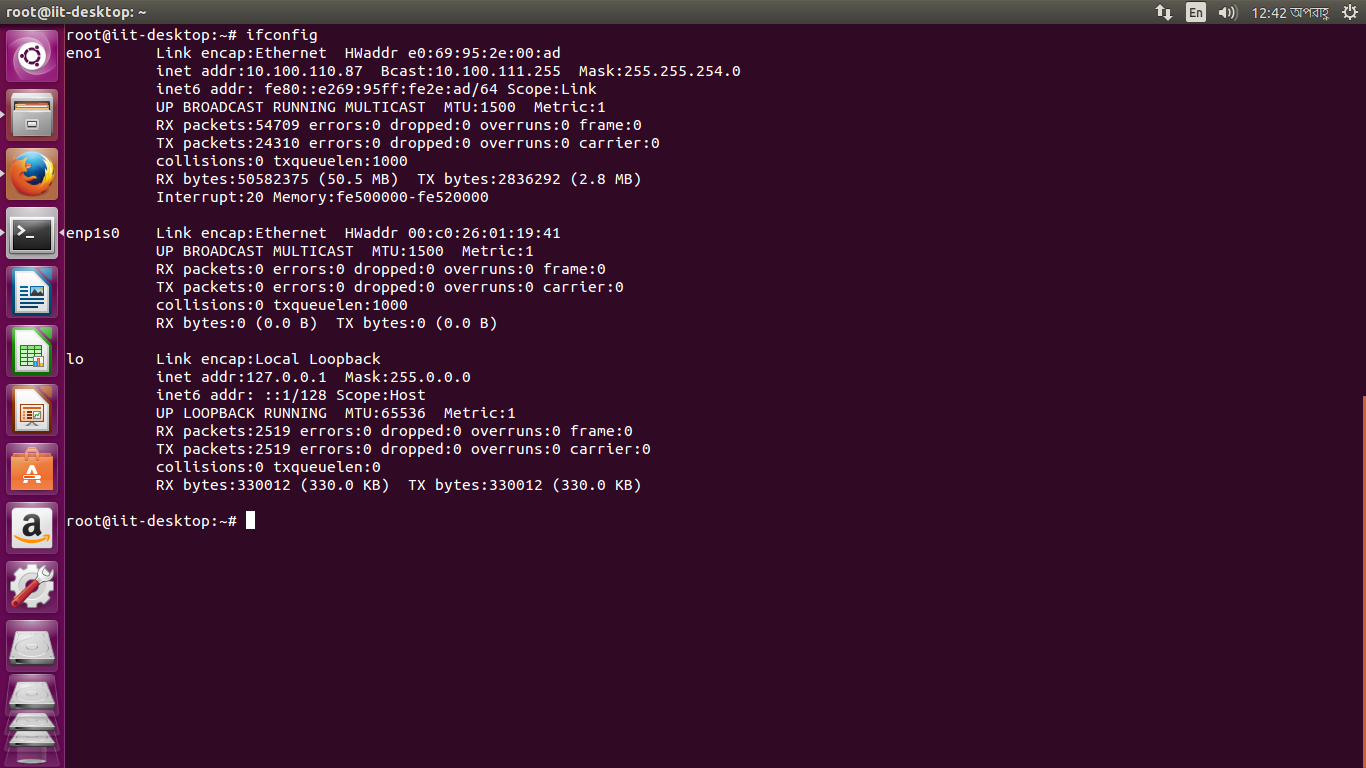 root@iit-desktop: ~
En
12:42 অপরাহ্ণ
root@iit-desktop:~# ifconfig
eno1      Link encap:Ethernet  HWaddr e0:69:95:2e:00:ad
          inet addr:10.100.110.87  Bcast:10.100.111.255  Mask:255.255.254.0
          inet6 addr: fe80::e269:95ff:fe2e:ad/64 Scope:Link
          UP BROADCAST RUNNING MULTICAST  MTU:1500  Metric:1
          RX packets:54709 errors:0 dropped:0 overruns:0 frame:0
          TX packets:24310 errors:0 dropped:0 overruns:0 carrier:0
          collisions:0 txqueuelen:1000
          RX bytes:50582375 (50.5 MB)  TX bytes:2836292 (2.8 MB)
          Interrupt:20 Memory:fe500000-fe520000

enp1s0    Link encap:Ethernet  HWaddr 00:c0:26:01:19:41
          UP BROADCAST MULTICAST  MTU:1500  Metric:1
          RX packets:0 errors:0 dropped:0 overruns:0 frame:0
          TX packets:0 errors:0 dropped:0 overruns:0 carrier:0
          collisions:0 txqueuelen:1000
          RX bytes:0 (0.0 B)  TX bytes:0 (0.0 B)

lo        Link encap:Local Loopback
          inet addr:127.0.0.1  Mask:255.0.0.0
          inet6 addr: ::1/128 Scope:Host
          UP LOOPBACK RUNNING  MTU:65536  Metric:1
          RX packets:2519 errors:0 dropped:0 overruns:0 frame:0
          TX packets:2519 errors:0 dropped:0 overruns:0 carrier:0
          collisions:0 txqueuelen:0
          RX bytes:330012 (330.0 KB)  TX bytes:330012 (330.0 KB)

root@iit-desktop:~#